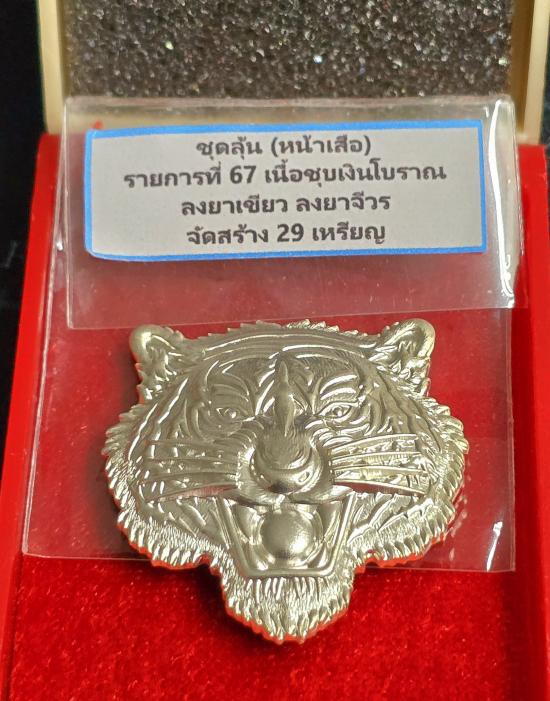 ชุดลุ้น (หน้าเสือ)
รายการที่ 67 เนื้อชุบเงินโบราณ
ลงยาเขียว ลงยาจีวร
จัดสร้าง 29 เหรียญ